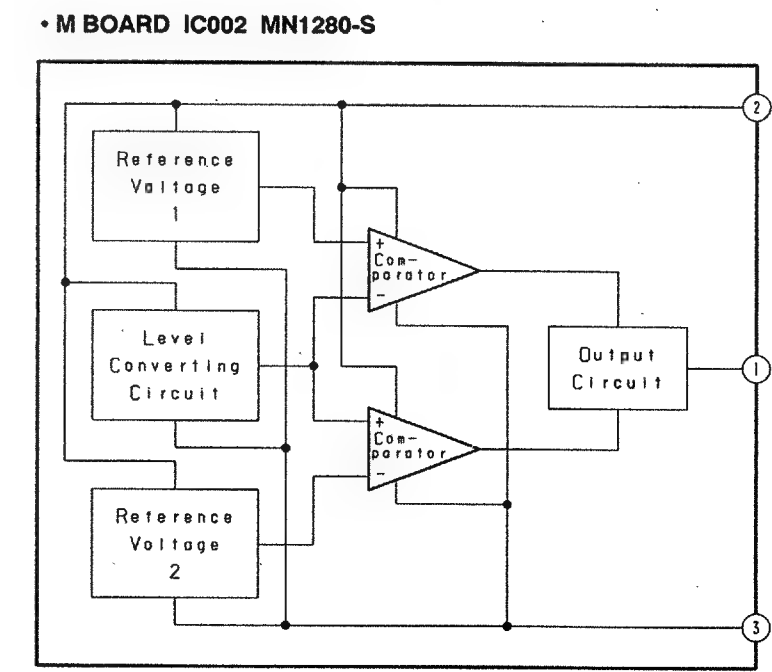 • M BOARD IC002 MN1280-S
2
Reference
Voltage
1
+
Com-
parator
−
Level
Converting
Circuit
Output
Circuit
1
+
Com-
parator
−
Reference
Voltage
2
3